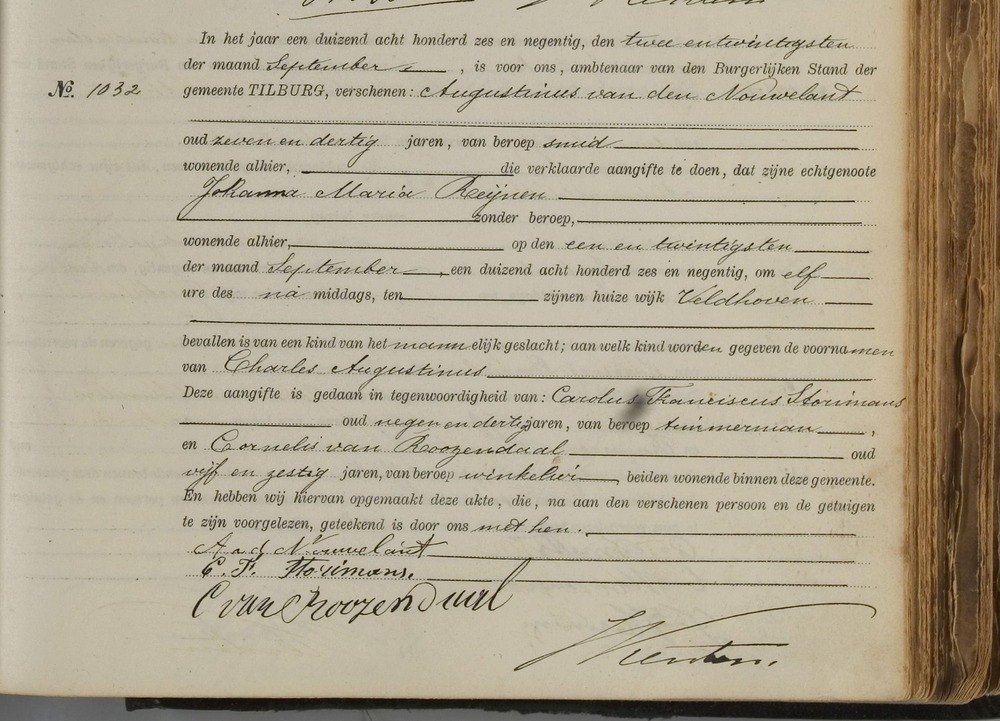 In het jaar een duizend acht honderd zes en negentig, den twee en twintigsten
der maand September, is voor ons, ambtenaar van den Burgerlijken Stand der
No. 1032
gemeente TILBURG, verschenen: Augustinus van den Nouwelant
oud zeven en dertig jaren, van beroep smid
wonende alhier, die verklaarde aangifte te doen, dat zijne echtgenoote
Johanna Maria Reijnen
zonder beroep,
wonende alhier, op den een en twintigsten
der maand September, een duizend acht honderd zes en negentig, om elf
ure des na middags, ten zijnen huize wijk Veldhoven
bevallen is van een kind van het mannelijk geslacht; aan welk kind worden gegeven de voornamen
van Charles Augustinus
Deze aangifte is gedaan in tegenwoordigheid van: Carolus Franciscus Storimans
oud negen en dertig jaren, van beroep timmerman,
en Cornelis van Roozendaal oud
vijf en zestig jaren, van beroep winkelier, beiden wonende binnen deze gemeente.
En hebben wij hiervan opgemaakt deze akte, die, na aan den verschenen persoon en de getuigen
te zijn voorgelezen, geteekend is door ons met hen.
A v d Nouwelant
C. F. Storimans.
C van Roozendaal